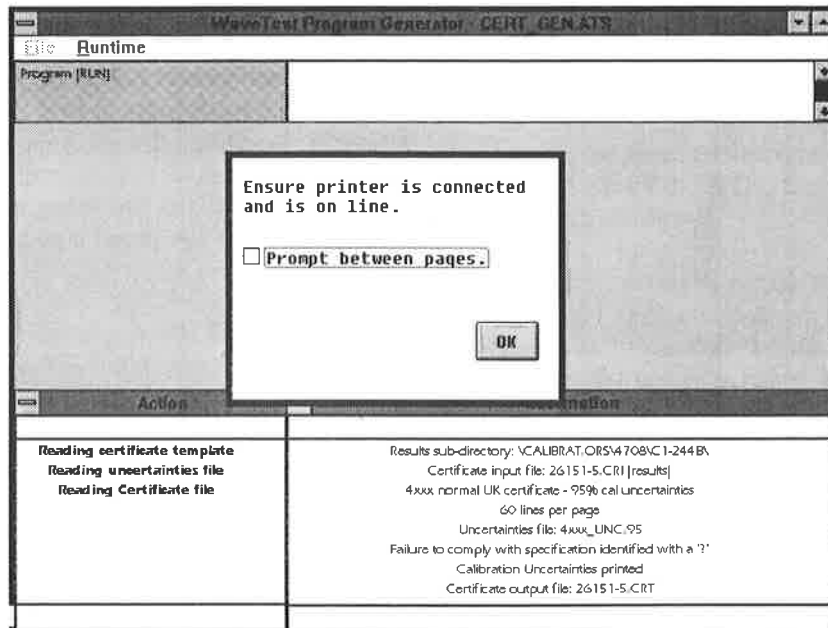 WaveTest Program Generator - CERT_GEN.ATS
File Runtime
Program [RUN]
Ensure printer is connected
and is on line.
Prompt between pages.
OK
Action
Reading certificate template
Reading uncertainties file
Reading Certificate file
Results sub-directory: \CALIBRAT.ORS\4708\C1-244B\
Certificate input file: 26151-5.CRI [results]
4xxx normal UK certificate - 95% cal uncertainties
60 lines per page
Uncertainties file: 4xxx_UNC.95
Failure to comply with specification identified with a '?'
Calibration Uncertainties printed
Certificate output file: 26151-5.CRT